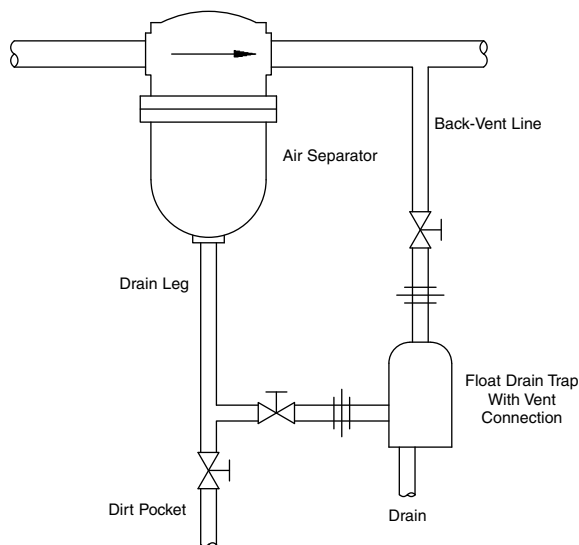 Back-Vent Line
Air Separator
Drain Leg
Float Drain Trap
With Vent
Connection
Dirt Pocket
Drain